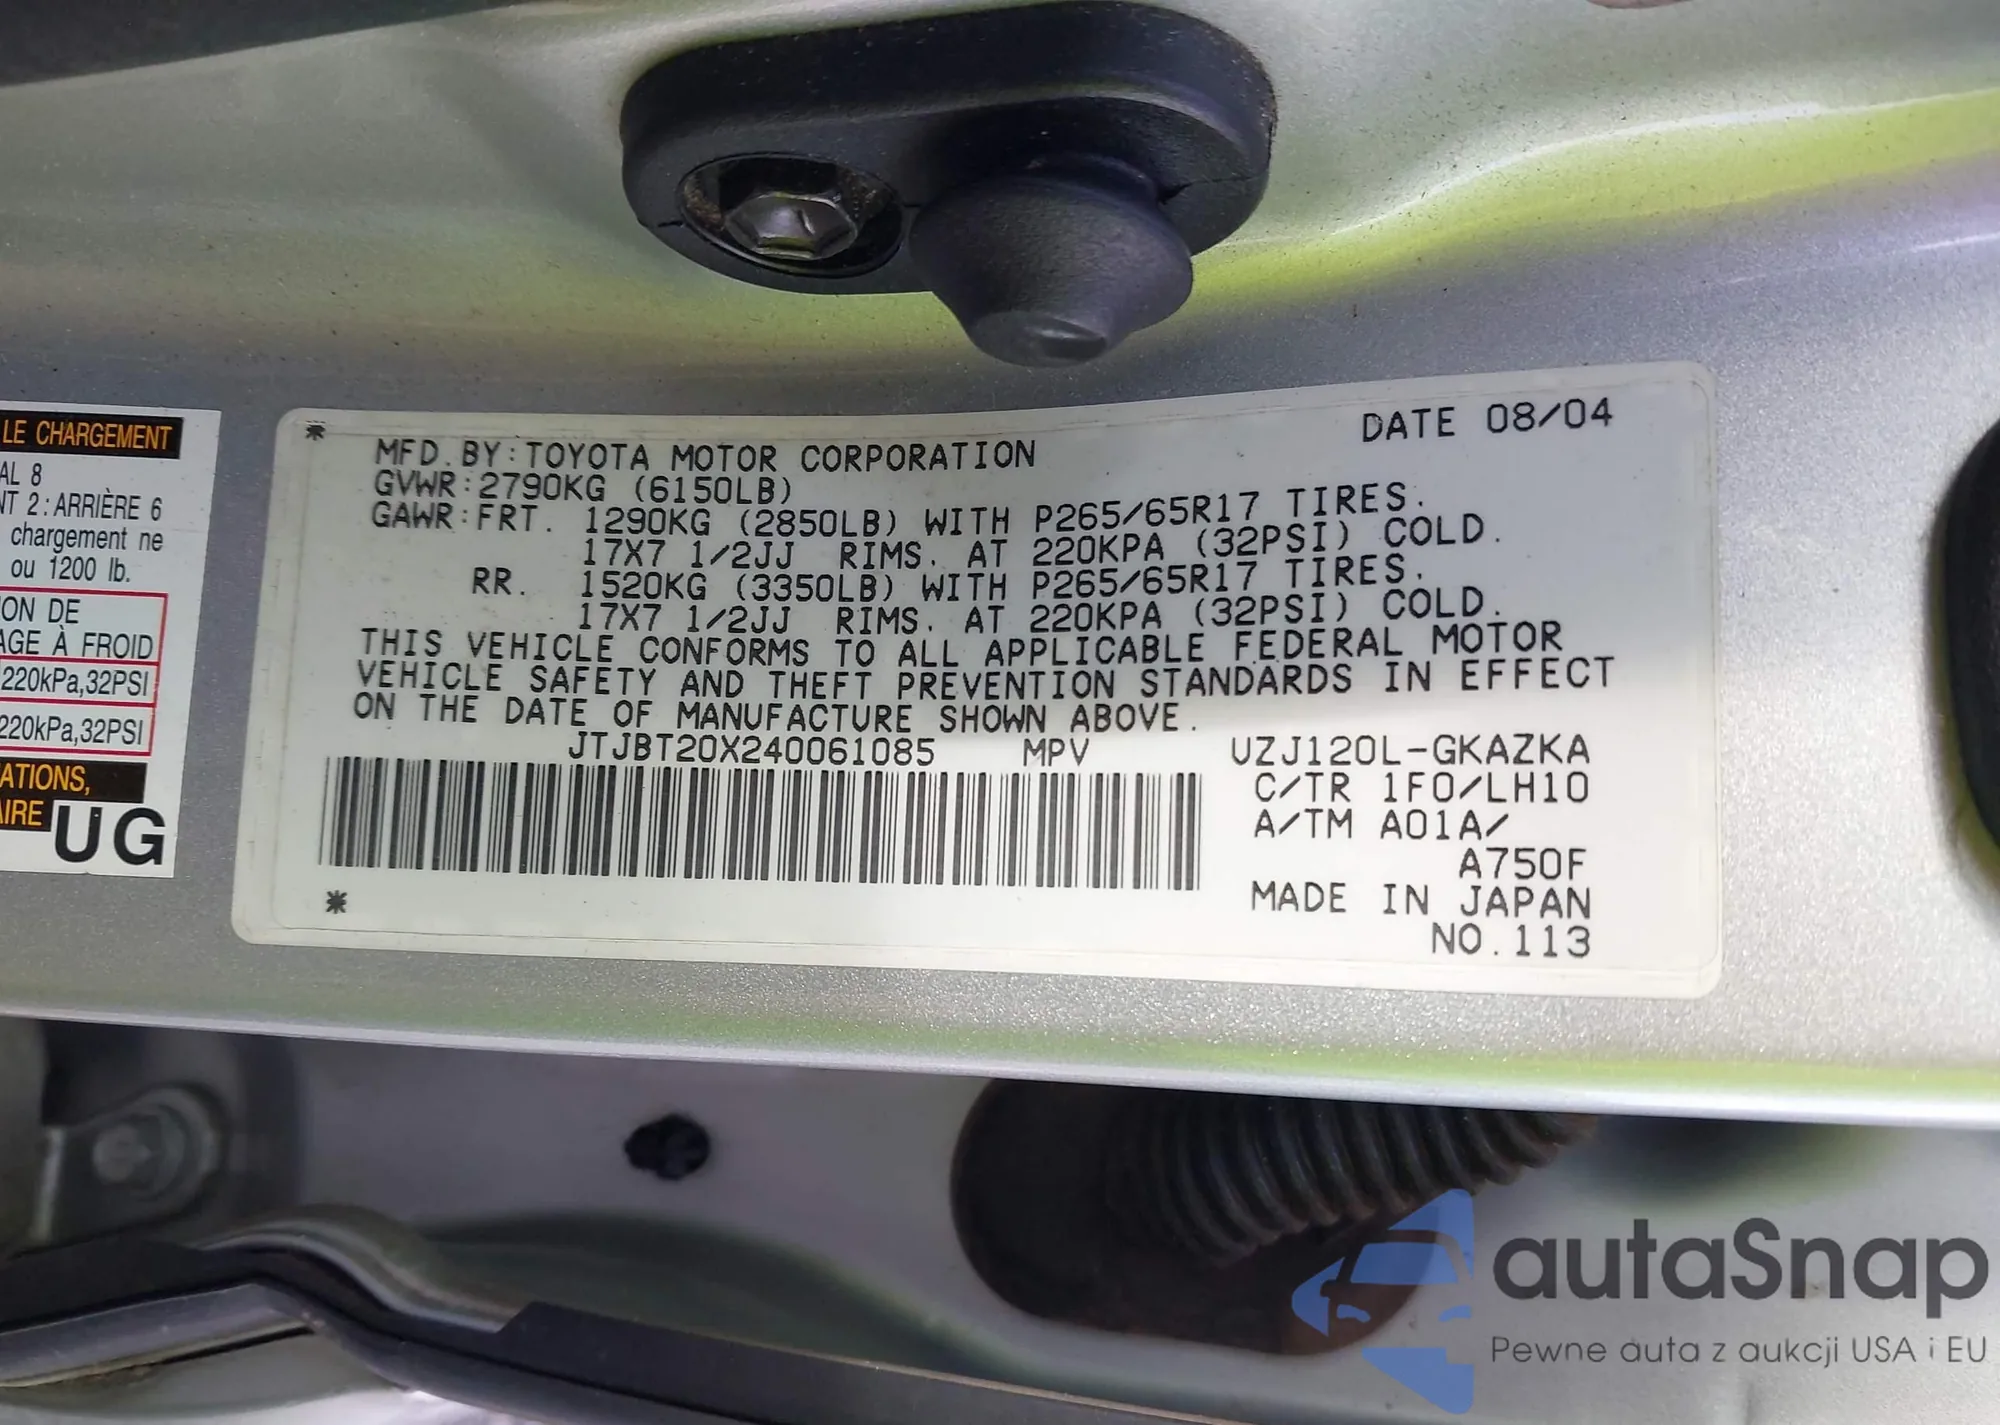 LE CHARGEMENT
AL 8
NT 2: ARRIÈRE 6
chargement ne
ou 1200 lb.
ION DE
AGE À FROID
220kPa,32PSI
220kPa,32PSI
ATIONS,
AIRE UG
DATE 08/04
MFD. BY: TOYOTA MOTOR CORPORATION
GVWR: 2790KG (6150LB)
GAWR: FRT. 1290KG (2850LB) WITH P265/65R17 TIRES.
17X7 1/2JJ RIMS. AT 220KPA (32PSI) COLD.
RR. 1520KG (3350LB) WITH P265/65R17 TIRES.
17X7 1/2JJ RIMS. AT 220KPA (32PSI) COLD.
THIS VEHICLE CONFORMS TO ALL APPLICABLE FEDERAL MOTOR
VEHICLE SAFETY AND THEFT PREVENTION STANDARDS IN EFFECT
ON THE DATE OF MANUFACTURE SHOWN ABOVE.
JTJBT20X240061085 MPV UZJ120L-GKAZKA
C/TR 1F0/LH10
A/TM A01A/
A750F
MADE IN JAPAN
NO. 113
autaSnap
Pewne auta z aukcji USA i EU